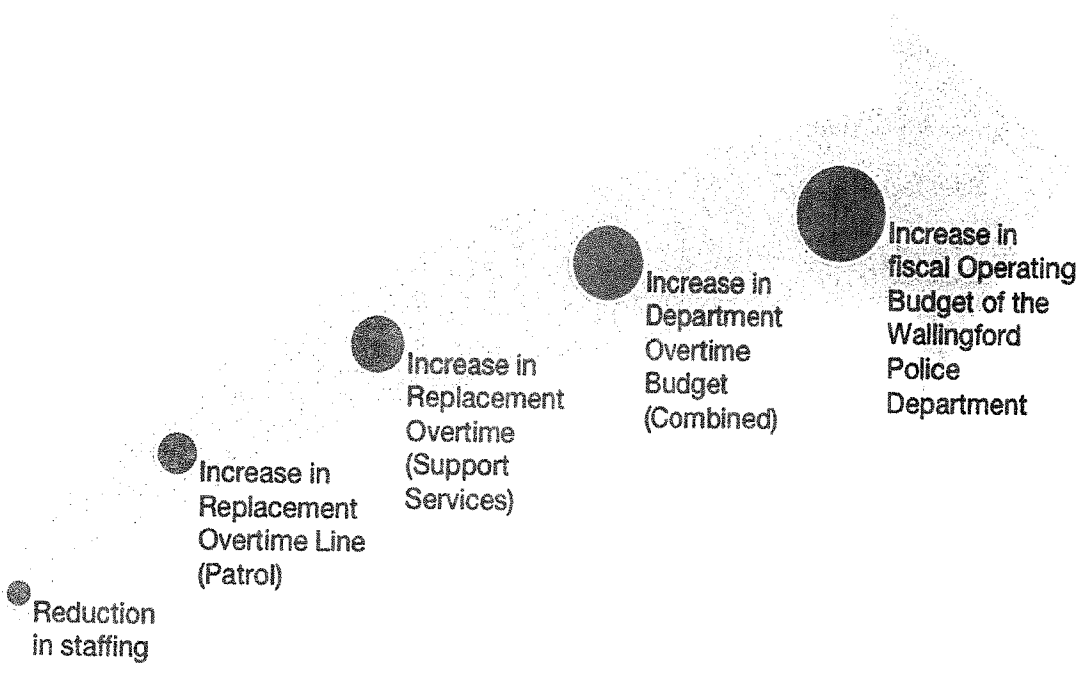 Reduction
in staffing
Increase in
Replacement
Overtime Line
(Patrol)
Increase in
Replacement
Overtime
(Support
Services)
Increase in
Department
Overtime
Budget
(Combined)
Increase in
fiscal Operating
Budget of the
Wallingford
Police
Department